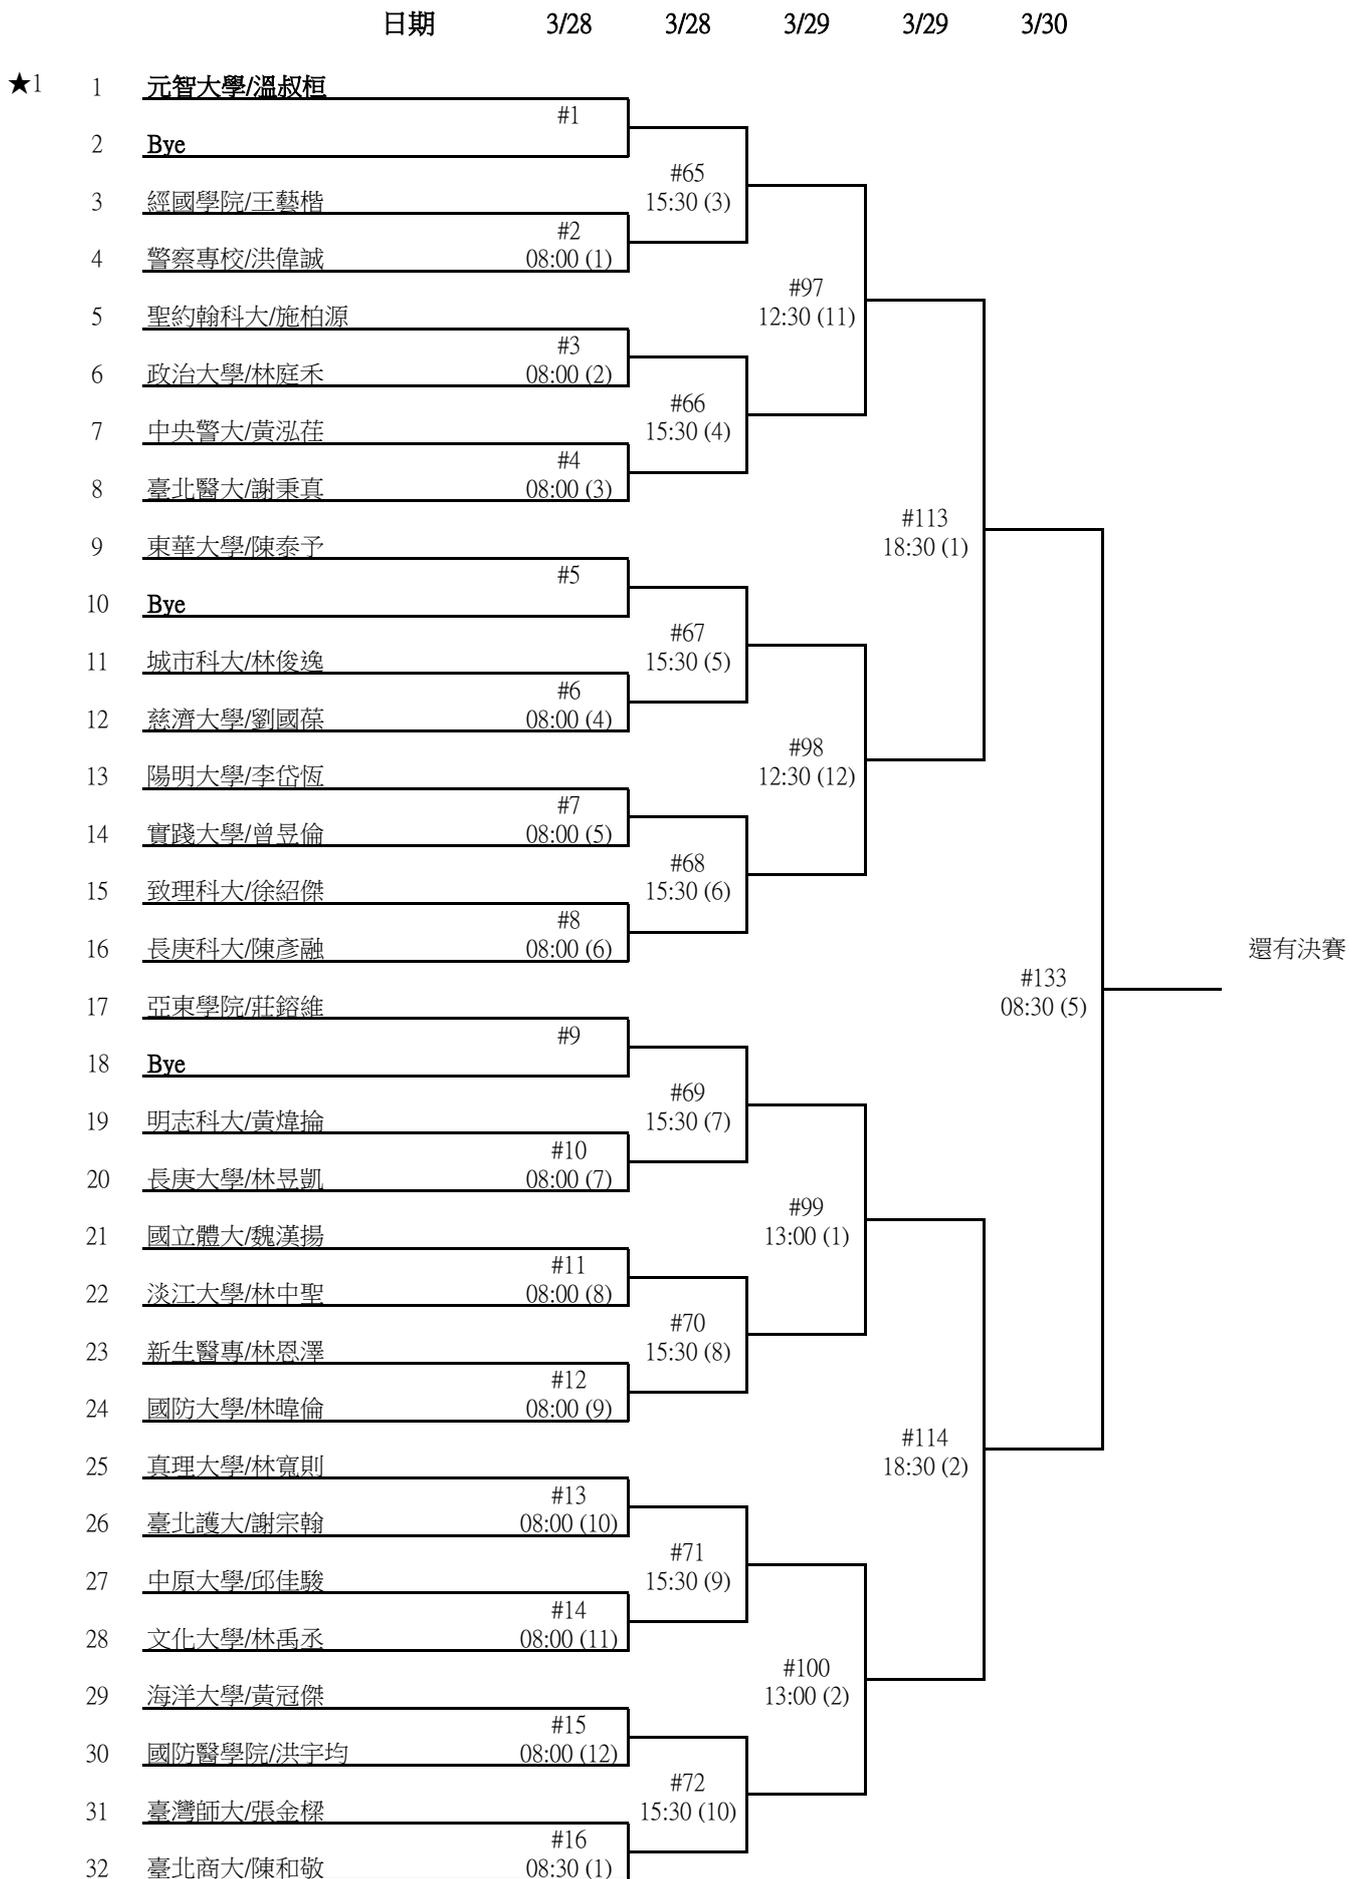 日期 3/28 3/28 3/29 3/29 3/30
★1 1 元智大學/溫叔桓
#1
2 Bye
#65
3 經國學院/王藝楷 15:30 (3)
#2
4 警察專校/洪偉誠 08:00 (1)
#97
5 聖約翰科大/施柏源 12:30 (11)
#3
6 政治大學/林庭禾 08:00 (2)
#66
7 中央警大/黃泓荏 15:30 (4)
#4
8 臺北醫大/謝秉真 08:00 (3)
#113
9 東華大學/陳泰予 18:30 (1)
#5
10 Bye
#67
11 城市科大/林俊逸 15:30 (5)
#6
12 慈濟大學/劉國葆 08:00 (4)
#98
13 陽明大學/李岱恆 12:30 (12)
#7
14 實踐大學/曾昱倫 08:00 (5)
#68
15 致理科大/徐紹傑 15:30 (6)
#8
16 長庚科大/陳彥融 08:00 (6) 還有決賽
#133
17 亞東學院/莊鎔維 08:30 (5)
#9
18 Bye
#69
19 明志科大/黃煒掄 15:30 (7)
#10
20 長庚大學/林昱凱 08:00 (7)
#99
21 國立體大/魏漢揚 13:00 (1)
#11
22 淡江大學/林中聖 08:00 (8)
#70
23 新生醫專/林恩澤 15:30 (8)
#12
24 國防大學/林暐倫 08:00 (9)
#114
25 真理大學/林寬則 18:30 (2)
#13
26 臺北護大/謝宗翰 08:00 (10)
#71
27 中原大學/邱佳駿 15:30 (9)
#14
28 文化大學/林禹丞 08:00 (11)
#100
29 海洋大學/黃冠傑 13:00 (2)
#15
30 國防醫學院/洪宇均 08:00 (12)
#72
31 臺灣師大/張金樑 15:30 (10)
#16
32 臺北商大/陳和敬 08:30 (1)